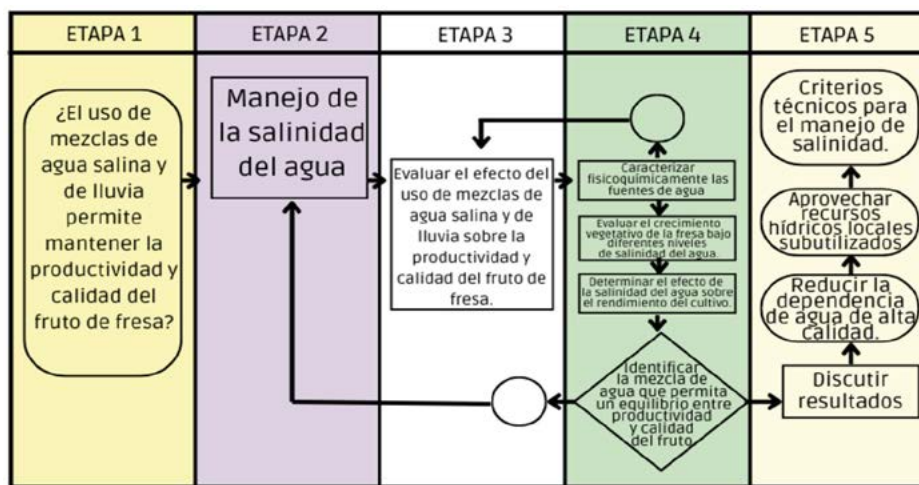 ETAPA 1
¿El uso de
mezclas de
agua salina y
de lluvia
permite
mantener la
productividad y
calidad del
fruto de fresa?
ETAPA 2
Manejo de
la salinidad
del agua
ETAPA 3
Evaluar el efecto del
uso de mezclas de
agua salina y de
lluvia sobre la
productividad
y calidad del fruto de
fresa.
ETAPA 4
Caracterizar
fisicoquímicamente las
fuentes de agua
Evaluar el crecimiento
vegetativo de la fresa bajo
diferentes niveles
de salinidad del agua.
Determinar el efecto de
la salinidad del agua sobre
el rendimiento del cultivo.
Identificar
la mezcla de
agua que permita
un equilibrio entre
productividad
y calidad
del fruto
ETAPA 5
Criterios
técnicos para
el manejo de
salinidad.
Aprovechar
recursos
hídricos locales
subutilizados.
Reducir la
dependencia
de agua de alta
calidad.
Discutir
resultados